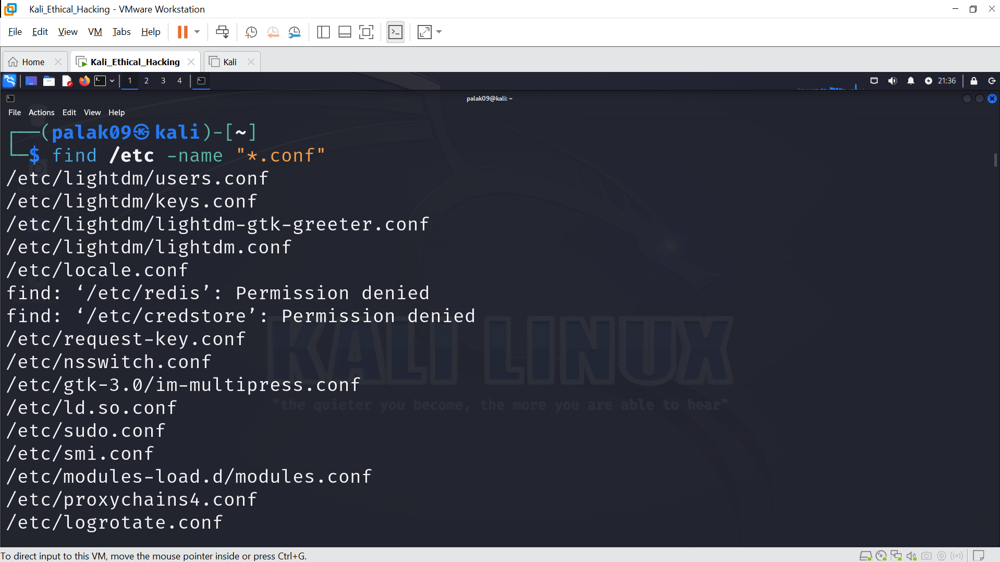 Kali_Ethical_Hacking - VMware Workstation
File Edit View VM Tabs Help
Home Kali_Ethical_Hacking Kali
1 2 3 4 21:36
palak09@kali: ~
File Actions Edit View Help
┌──(palak09㉿kali)-[~]
└─$ find /etc -name "*.conf"
/etc/lightdm/users.conf
/etc/lightdm/keys.conf
/etc/lightdm/lightdm-gtk-greeter.conf
/etc/lightdm/lightdm.conf
/etc/locale.conf
find: ‘/etc/redis’: Permission denied
find: ‘/etc/credstore’: Permission denied
/etc/request-key.conf
/etc/nsswitch.conf
/etc/gtk-3.0/im-multipress.conf
/etc/ld.so.conf
/etc/sudo.conf
/etc/smi.conf
/etc/modules-load.d/modules.conf
/etc/proxychains4.conf
/etc/logrotate.conf
File System
KALI LINUX
"the quieter you become, the more you are able to hear"
To direct input to this VM, move the mouse pointer inside or press Ctrl+G.